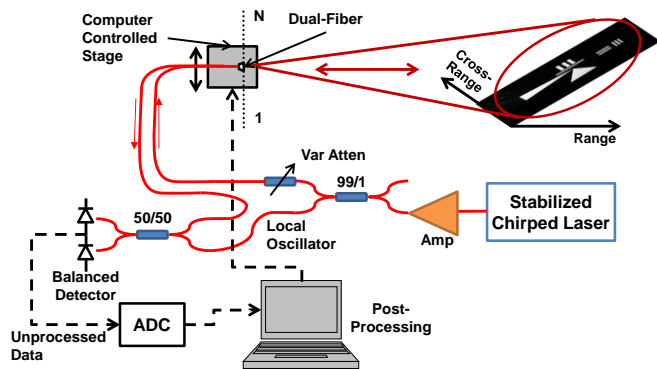 Computer
Controlled
Stage
N
Dual-Fiber
1
Cross-
Range
Range
Var Atten
99/1
Stabilized
Chirped Laser
Amp
50/50
Local
Oscillator
Balanced
Detector
Unprocessed
Data
ADC
Post-
Processing